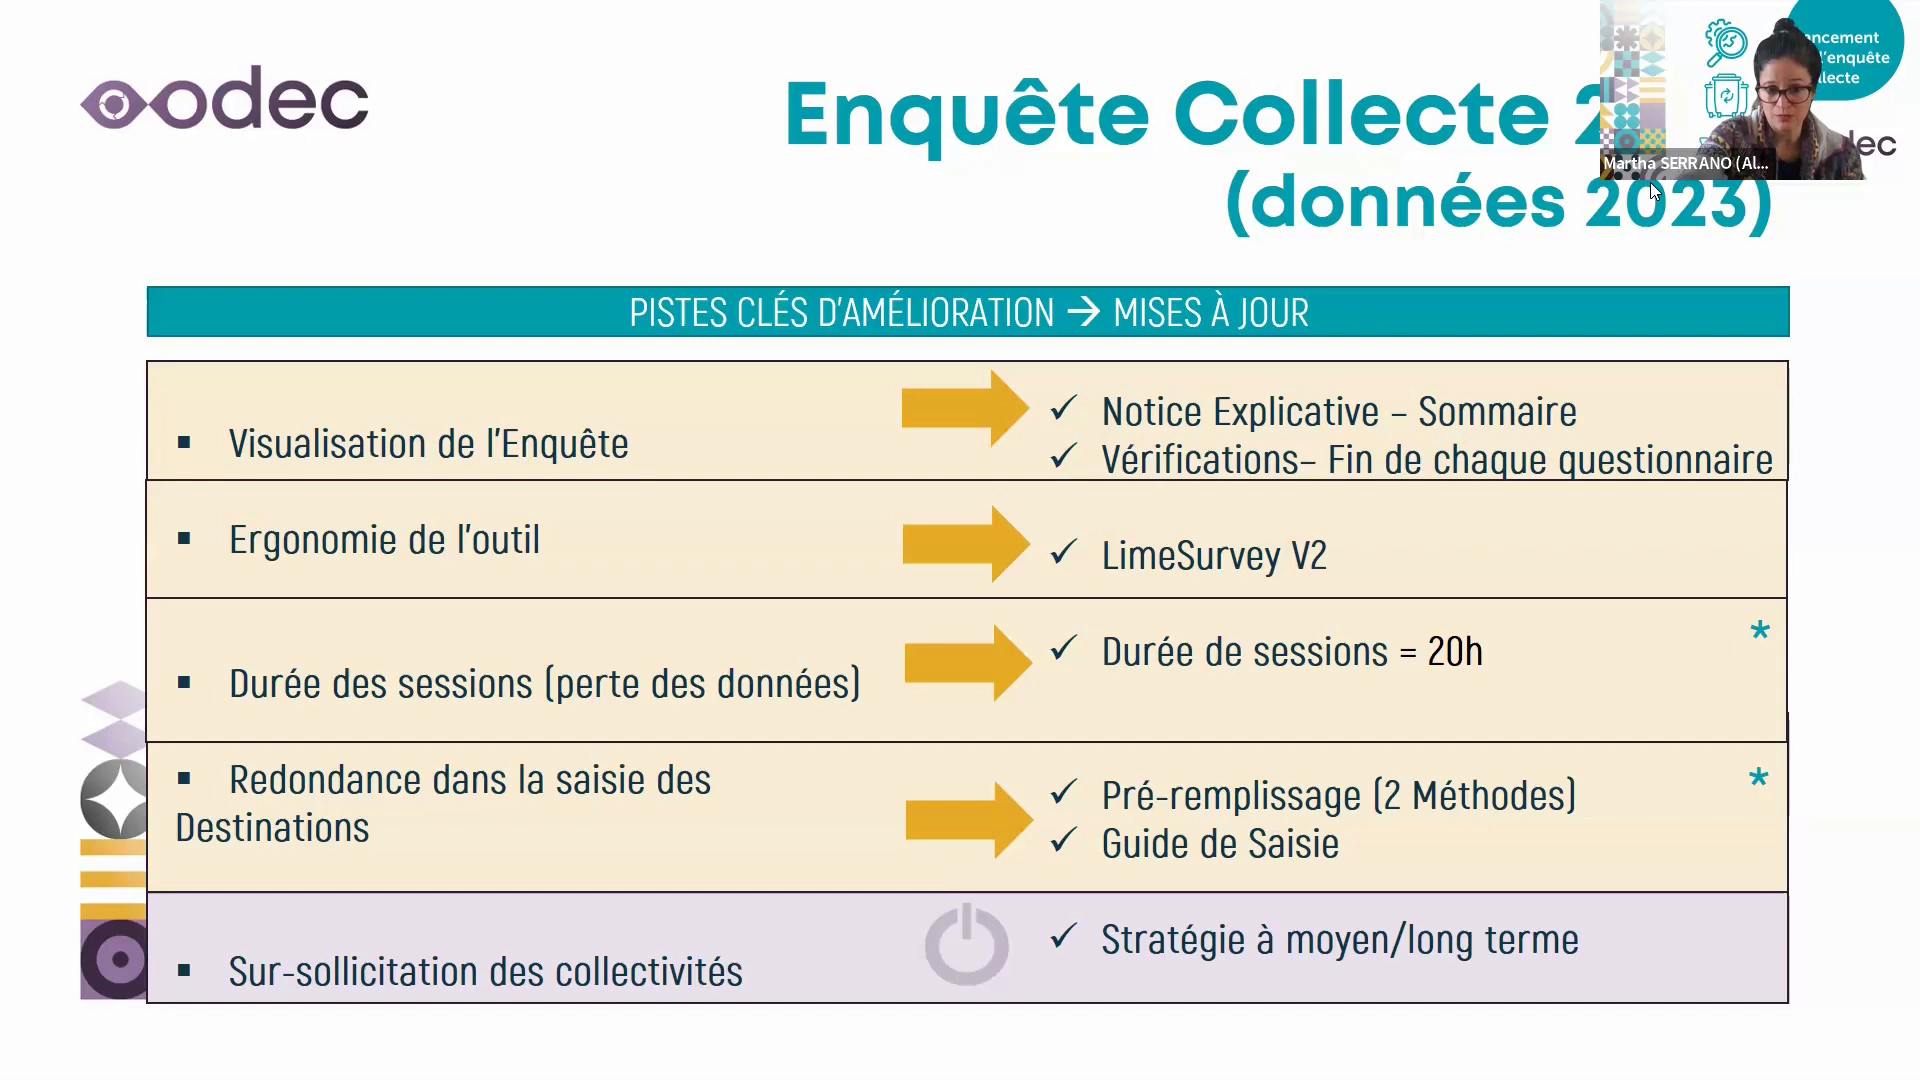 odec
Enquête Collecte 2
(données 2023)
l'enquête
Martha SERRANO (Al...
PISTES CLÉS D'AMÉLIORATION → MISES À JOUR
▪ Visualisation de l'Enquête
✓ Notice Explicative – Sommaire
✓ Vérifications– Fin de chaque questionnaire
▪ Ergonomie de l'outil
✓ LimeSurvey V2
▪ Durée des sessions (perte des données)
✓ Durée de sessions = 20h
*
▪ Redondance dans la saisie des
Destinations
✓ Pré-remplissage (2 Méthodes)
✓ Guide de Saisie
*
▪ Sur-sollicitation des collectivités
✓ Stratégie à moyen/long terme